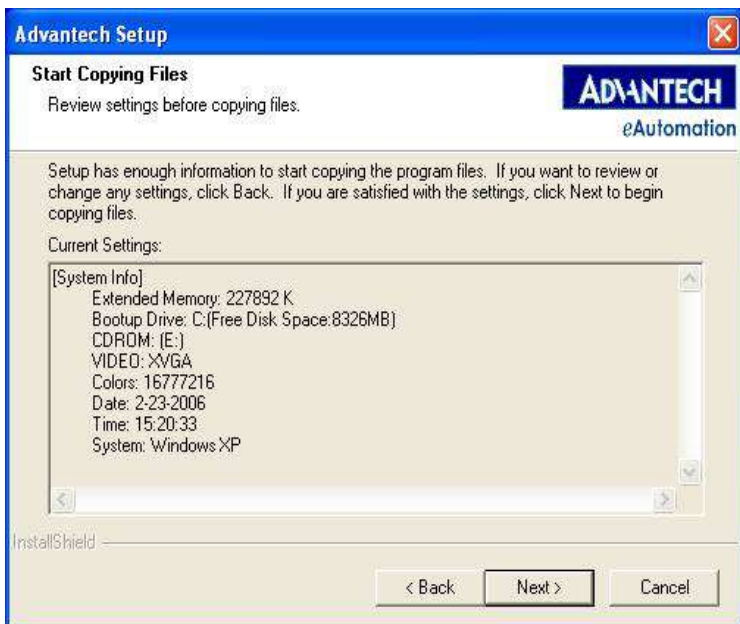 Advantech Setup
Start Copying Files
Review settings before copying files.
ADVANTECH
eAutomation
Setup has enough information to start copying the program files. If you want to review or
change any settings, click Back. If you are satisfied with the settings, click Next to begin
copying files.
Current Settings:
[System Info]
Extended Memory: 227892 K
Bootup Drive: C:(Free Disk Space:8326MB)
CDROM: (E:)
VIDEO: XVGA
Colors: 16777216
Date: 2-23-2006
Time: 15:20:33
System: Windows XP
InstallShield
< Back
Next >
Cancel